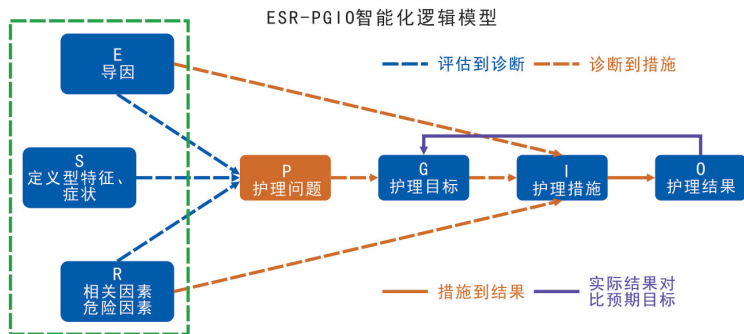 ESR-PGIO智能化逻辑模型
E
导因
评估到诊断
诊断到措施
S
定义型特征、
症状
P
护理问题
G
护理目标
I
护理措施
O
护理结果
R
相关因素
危险因素
措施到结果
实际结果对
比预期目标